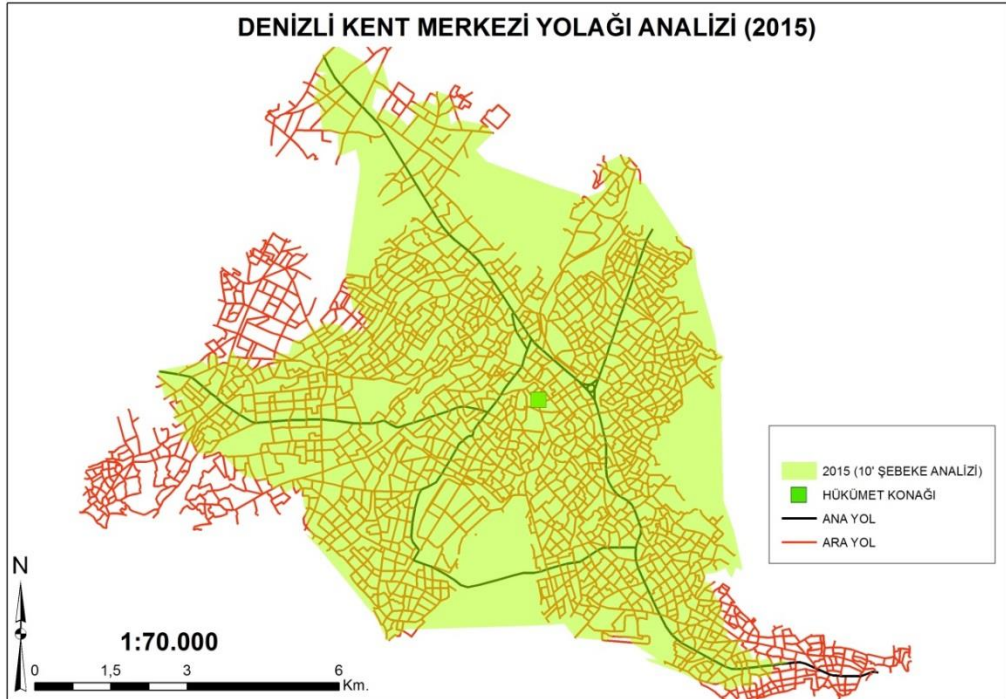 DENİZLİ KENT MERKEZİ YOLAĞI ANALİZİ (2015)
2015 (10' ŞEBEKE ANALİZİ)
HÜKÜMET KONAĞI
ANA YOL
ARA YOL
N
1:70.000
0 1,5 3 6
Km.